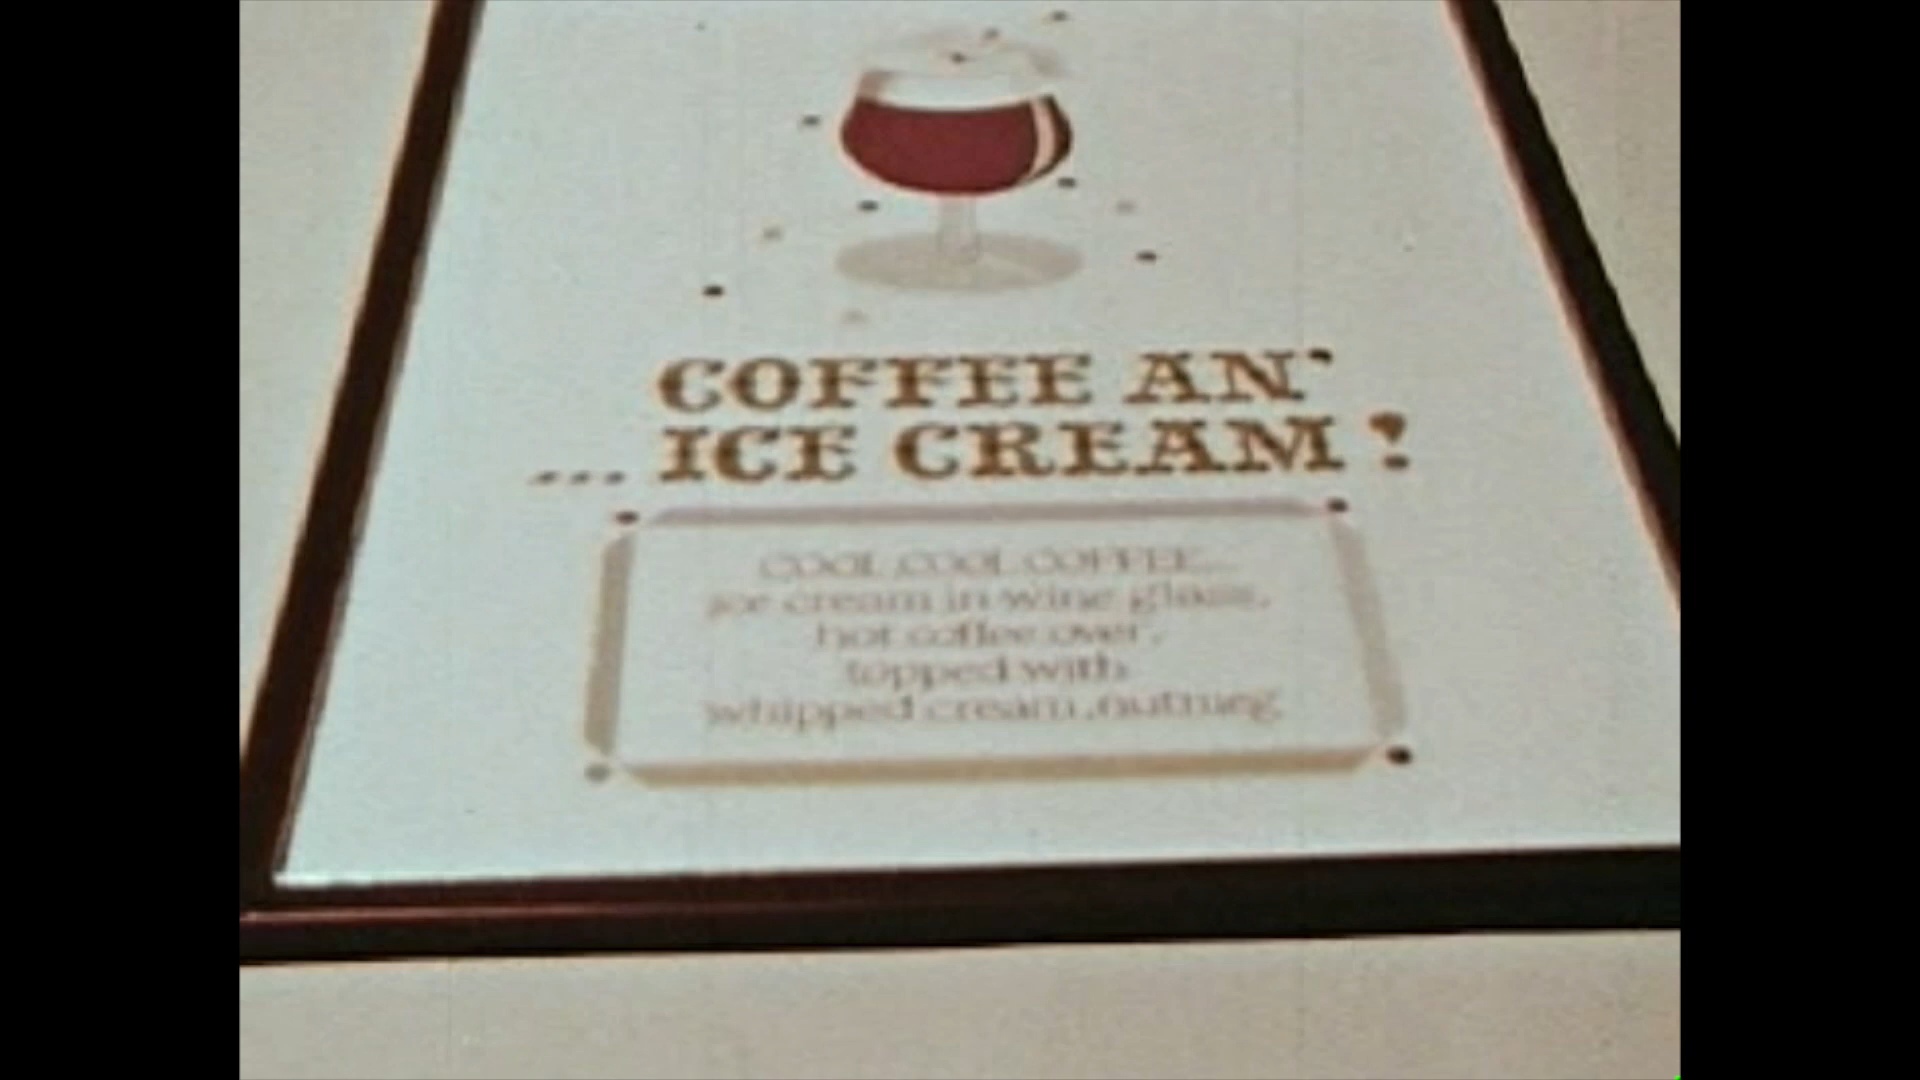 COFFEE AN'
... ICE CREAM!
COOL, COOL COFFEE...
ice cream in wine glass,
hot coffee over,
topped with
whipped cream, nutmeg